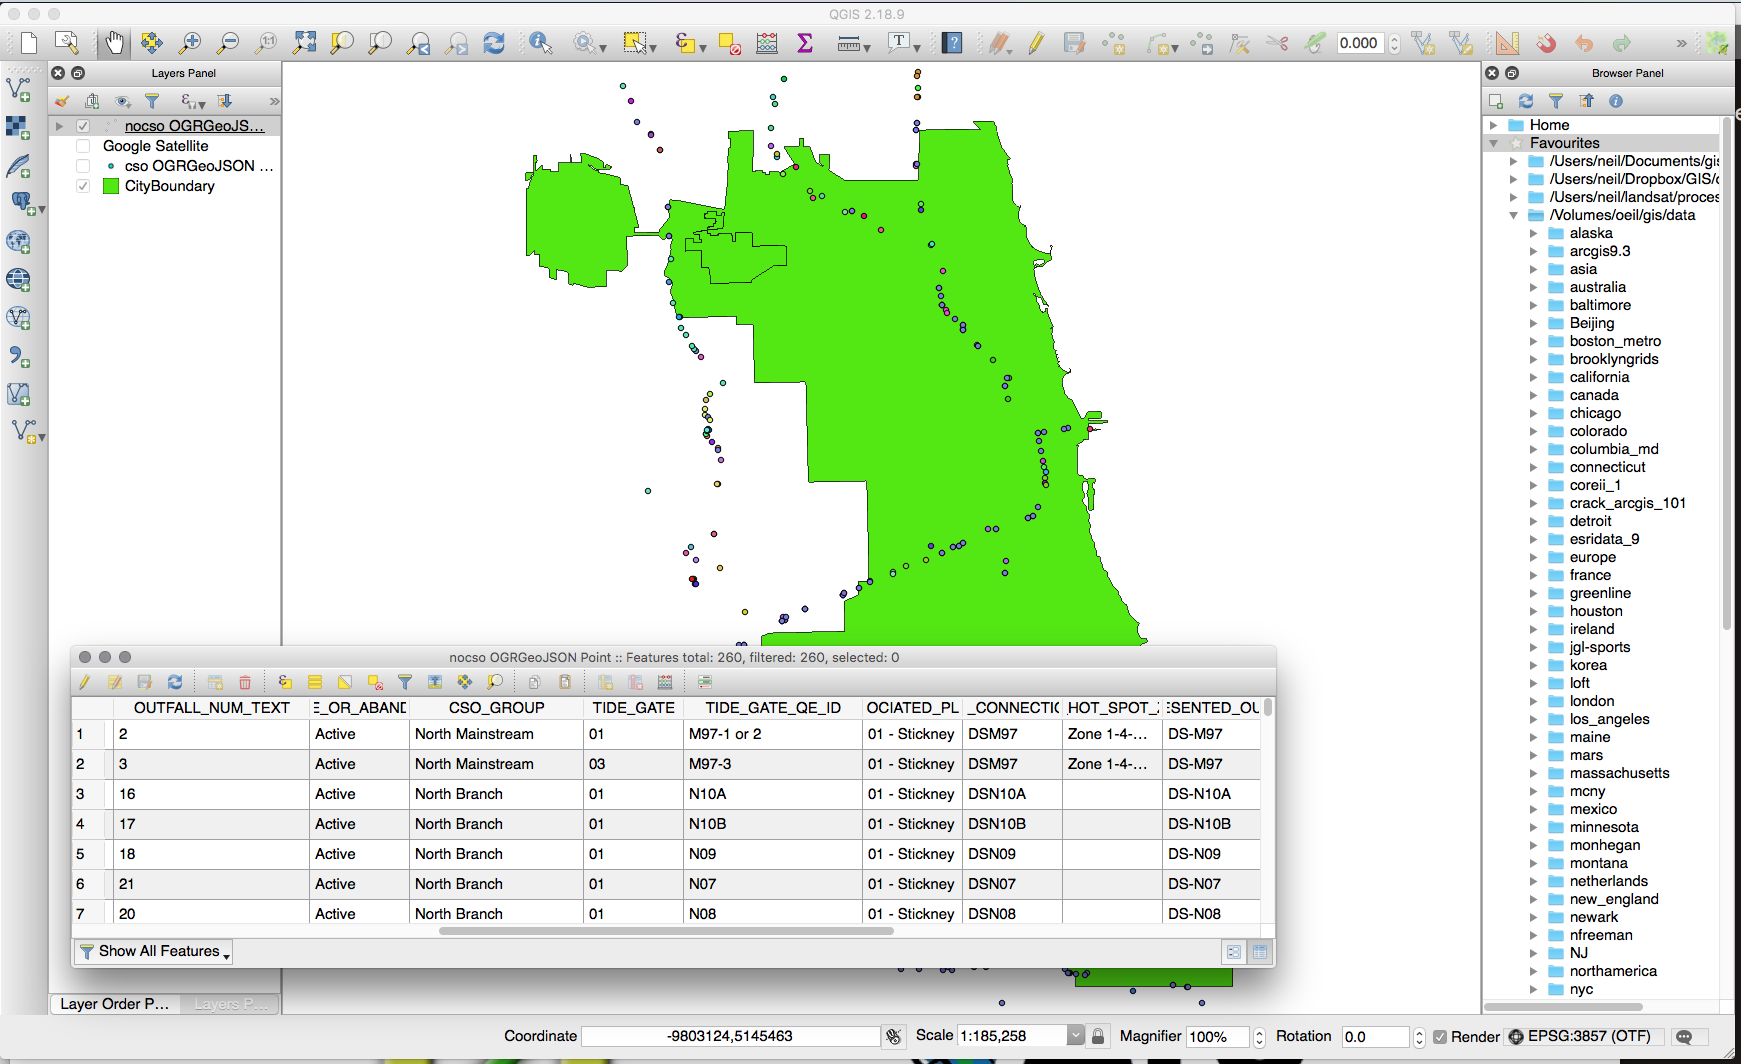 QGIS 2.18.9
0.000
Layers Panel
nocso OGRGeoJS...
Google Satellite
cso OGRGeoJSON ...
CityBoundary
Browser Panel
Home
Favourites
/Users/neil/Documents/gis
/Users/neil/Dropbox/GIS/
/Users/neil/landsat/proces
/Volumes/oeil/gis/data
alaska
arcgis9.3
asia
australia
baltimore
Beijing
boston_metro
brooklyngrids
california
canada
chicago
colorado
columbia_md
connecticut
coreii_1
crack_arcgis_101
detroit
esridata_9
europe
france
greenline
houston
ireland
jgl-sports
korea
loft
london
los_angeles
maine
mars
massachusetts
mcny
mexico
minnesota
monhegan
montana
netherlands
new_england
newark
nfreeman
NJ
northamerica
nyc
nocso OGRGeoJSON Point :: Features total: 260, filtered: 260, selected: 0
OUTFALL_NUM_TEXT E_OR_ABAND CSO_GROUP TIDE_GATE TIDE_GATE_QE_ID OCIATED_PL _CONNECTIO HOT_SPOT_ ESENTED_OU
1 2 Active North Mainstream 01 M97-1 or 2 01 - Stickney DSM97 Zone 1-4-... DS-M97
2 3 Active North Mainstream 03 M97-3 01 - Stickney DSM97 Zone 1-4-... DS-M97
3 16 Active North Branch 01 N10A 01 - Stickney DSN10A DS-N10A
4 17 Active North Branch 01 N10B 01 - Stickney DSN10B DS-N10B
5 18 Active North Branch 01 N09 01 - Stickney DSN09 DS-N09
6 21 Active North Branch 01 N07 01 - Stickney DSN07 DS-N07
7 20 Active North Branch 01 N08 01 - Stickney DSN08 DS-N08
Show All Features
Layer Order P... Layers P...
Coordinate -9803124,5145463 Scale 1:185,258 Magnifier 100% Rotation 0.0 Render EPSG:3857 (OTF)